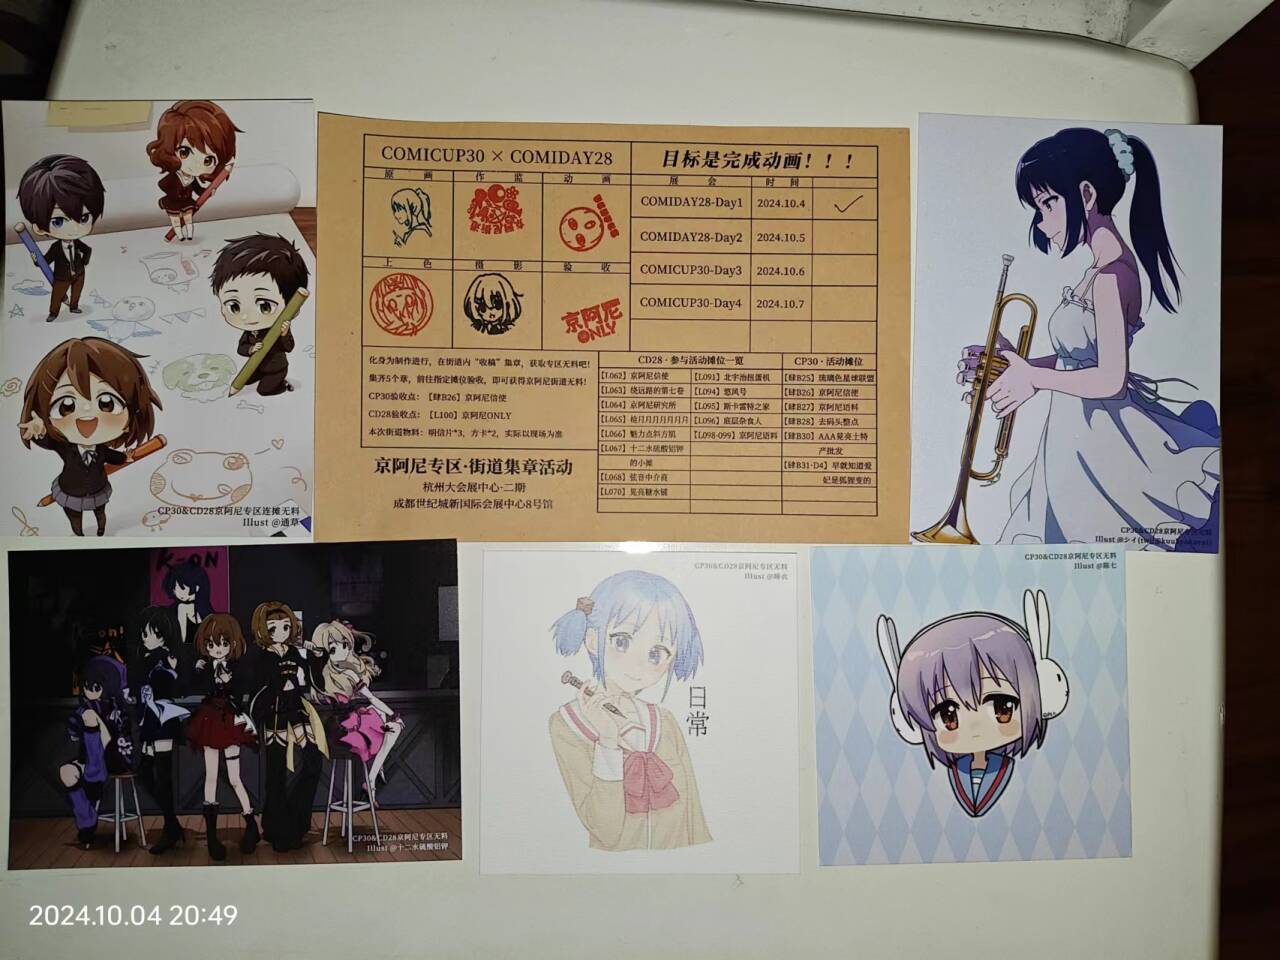 CP30&CD28京阿尼专区连摊无料
Illust @通草
COMICUP30 × COMIDAY28
目标是完成动画！！！
原 画
作 监
动 画
展 会
时 间
COMIDAY28-Day1
2024.10.4
COMIDAY28-Day2
2024.10.5
上 色
摄 影
验 收
COMICUP30-Day3
2024.10.6
COMICUP30-Day4
2024.10.7
京阿尼
ONLY
化身为制作进行，在街道内“收稿”集章，获取专区无料吧！
集齐5个章，前往指定摊位验收，即可获得京阿尼街道无料！
CP30验收点：【肆B26】京阿尼信使
CD28验收点：【L100】京阿尼ONLY
本次街道物料：明信片*3，方卡*2，实际以现场为准
京阿尼专区·街道集章活动
杭州大会展中心·二期
成都世纪城新国际会展中心8号馆
CD28·参与活动摊位一览
CP30·活动摊位
【L062】京阿尼信使
【L091】北宇治扭蛋机
【肆B25】琉璃色星球联盟
【L063】绕远路的第七卷
【L094】悠风号
【肆B26】京阿尼信使
【L064】京阿尼研究所
【L095】斯卡雷特之家
【肆B27】京阿尼语料
【L065】枪月月月月月月月
【L096】底层杂食人
【肆B28】去码头整点
【L066】魅力点斜方肌
【L098-099】京阿尼语料
【肆B30】AAA晃亮土特
产批发
【L067】十二水硫酸铝钾
的小摊
【肆B31·D4】早就知道爱
妃是狐狸变的
【L068】弦音中介商
【L070】晃亮糖水铺
CP30&CD28京阿尼专区无料
K-ON
CP30&CD28京阿尼专区无料
Illust @十二水硫酸铝钾
CP30&CD28京阿尼专区无料
日常
CP30&CD28京阿尼专区无料
Illust @陈七
2024.10.04 20:49